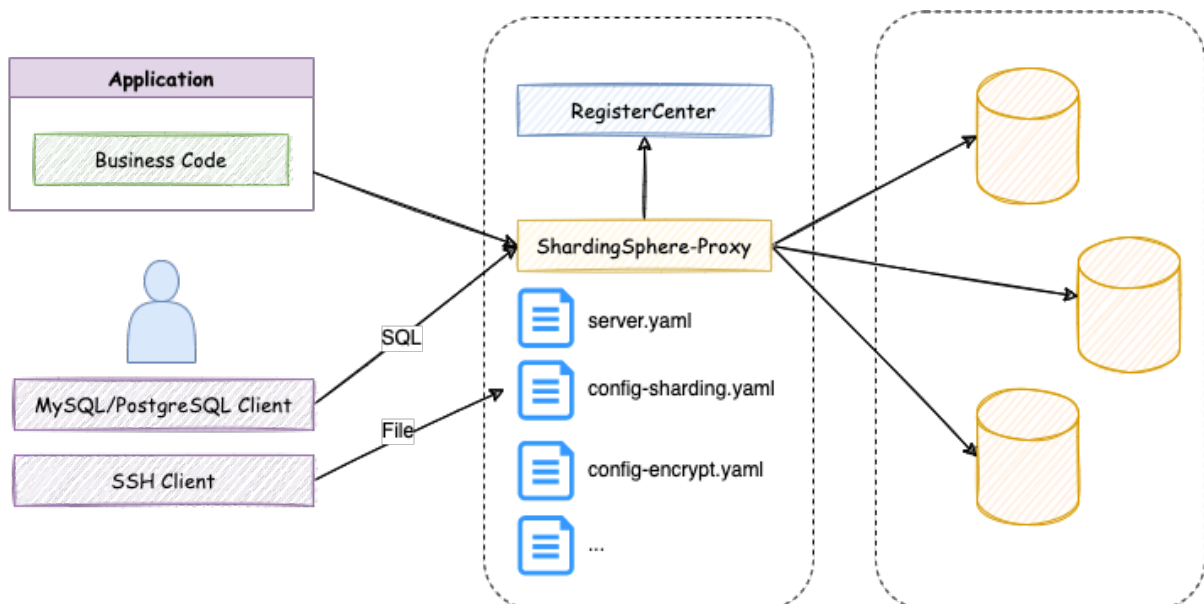 Application
Business Code
RegisterCenter
ShardingSphere-Proxy
SQL
MySQL/PostgreSQL Client
File
SSH Client
server.yaml
config-sharding.yaml
config-encrypt.yaml
...